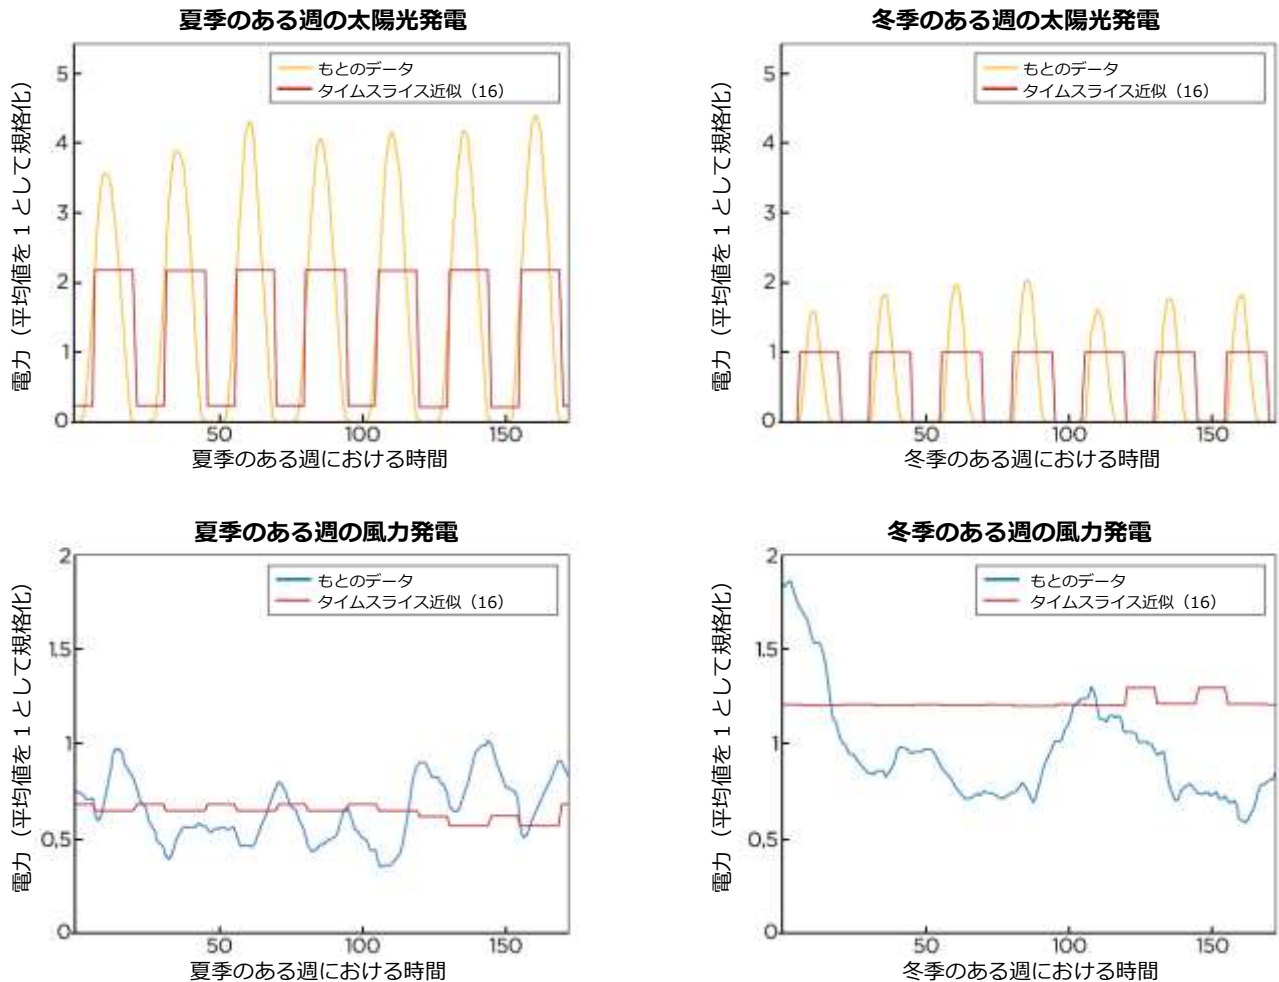 夏季のある週の太陽光発電
電力（平均値を 1 として規格化）
5
4
3
2
1
0
もとのデータ
タイムスライス近似（16）
50
100
150
夏季のある週における時間
冬季のある週の太陽光発電
電力（平均値を 1 として規格化）
5
4
3
2
1
0
もとのデータ
タイムスライス近似（16）
50
100
150
冬季のある週における時間
夏季のある週の風力発電
電力（平均値を 1 として規格化）
2
1,5
1
0,5
0
もとのデータ
タイムスライス近似（16）
50
100
150
夏季のある週における時間
冬季のある週の風力発電
電力（平均値を 1 として規格化）
2
1,5
1
0,5
0
もとのデータ
タイムスライス近似（16）
50
100
150
冬季のある週における時間